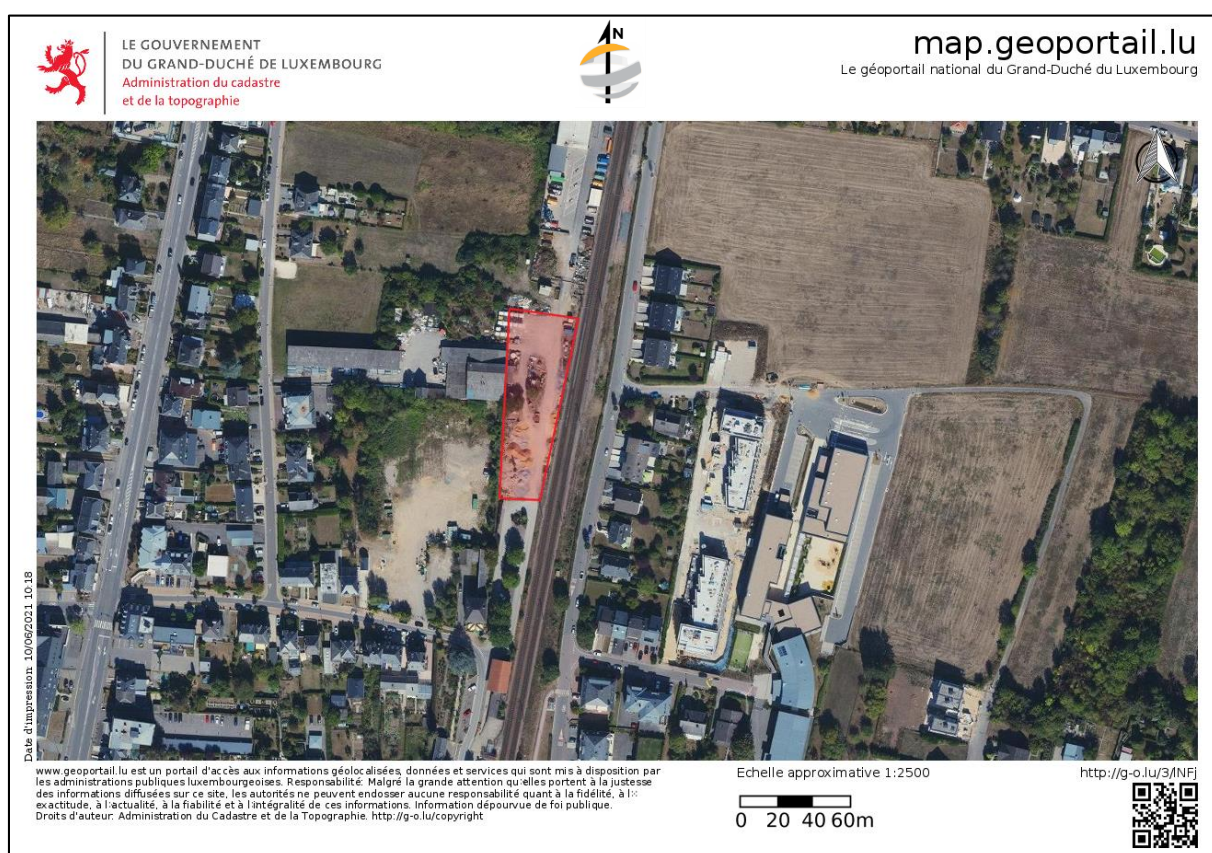 LE GOUVERNEMENT
DU GRAND-DUCHÉ DE LUXEMBOURG
Administration du cadastre
et de la topographie
N
map.geoportail.lu
Le géoportail national du Grand-Duché du Luxembourg
Date d'impression: 10/06/2021 10:18
www.geoportail.lu est un portail d'accès aux informations géolocalisées, données et services qui sont mis à disposition par
les administrations publiques luxembourgeoises. Responsabilité: Malgré la grande attention qu'elles portent à la justesse
des informations diffusées sur ce site, les autorités ne peuvent endosser aucune responsabilité quant à la fidélité, à l'
exactitude, à l'actualité, à la fiabilité et à l'intégralité de ces informations. Information dépourvue de foi publique.
Droits d'auteur: Administration du Cadastre et de la Topographie. http://g-o.lu/copyright
Echelle approximative 1:2500
0 20 40 60m
http://g-o.lu/3/INFj